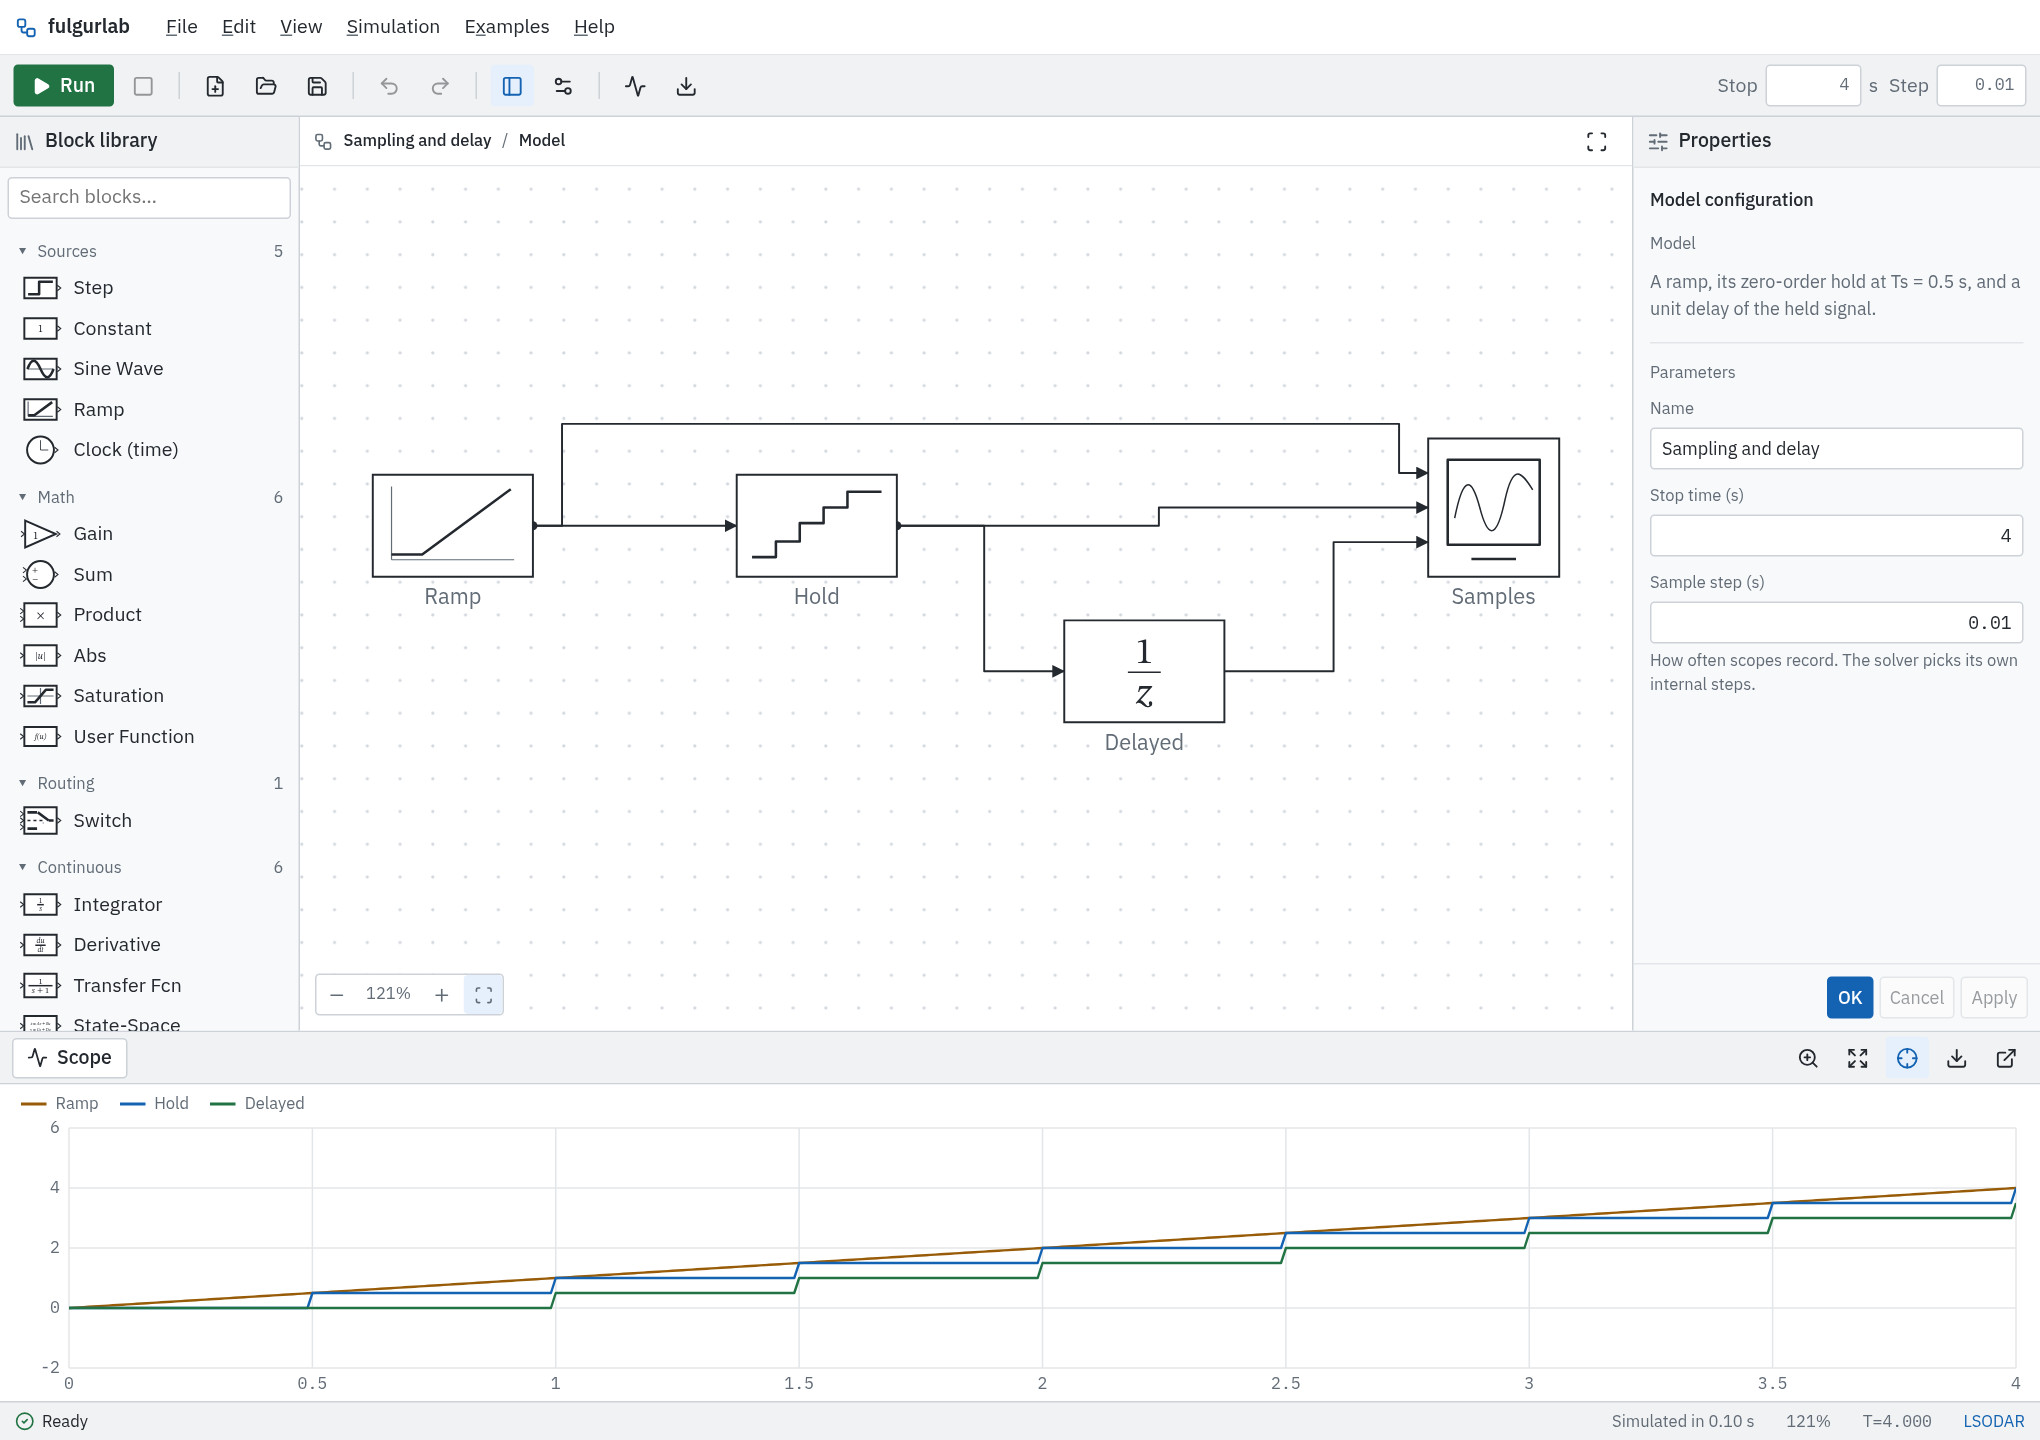 fulgurlab File Edit View Simulation Examples Help
Run Stop 4 s Step 0.01
Block library
Search blocks...
Sources 5
Step
Constant
Sine Wave
Ramp
Clock (time)
Math 6
Gain
Sum
Product
Abs
Saturation
User Function
Routing 1
Switch
Continuous 6
Integrator
Derivative
Transfer Fcn
State-Space
Sampling and delay / Model
Ramp
Hold
1
z
Delayed
Samples
121%
Properties
Model configuration
Model
A ramp, its zero-order hold at Ts = 0.5 s, and a
unit delay of the held signal.
Parameters
Name
Sampling and delay
Stop time (s)
4
Sample step (s)
0.01
How often scopes record. The solver picks its own
internal steps.
OK Cancel Apply
Scope
Ramp Hold Delayed
6
4
2
0
-2
0 0.5 1 1.5 2 2.5 3 3.5 4
Ready Simulated in 0.10 s 121% T=4.000 LSODAR